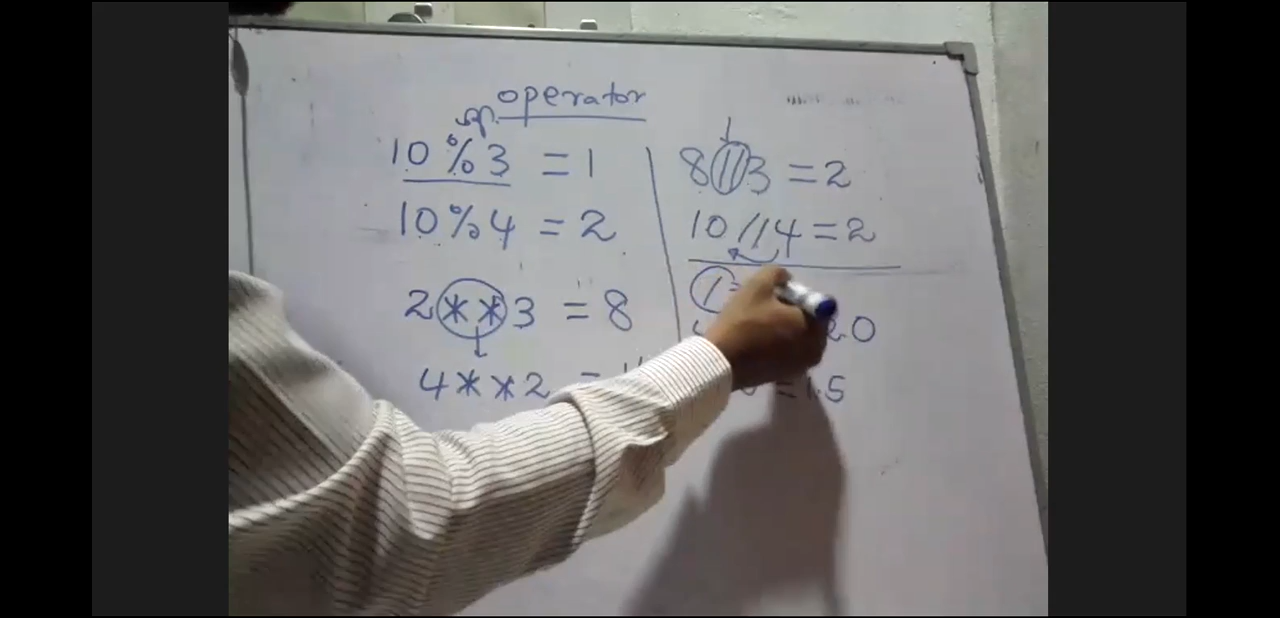 operator
10 % 3 = 1
10 % 4 = 2
2 ** 3 = 8
4 ** 2 =
8 // 3 = 2
10 // 4 = 2
/
20
= 1.5